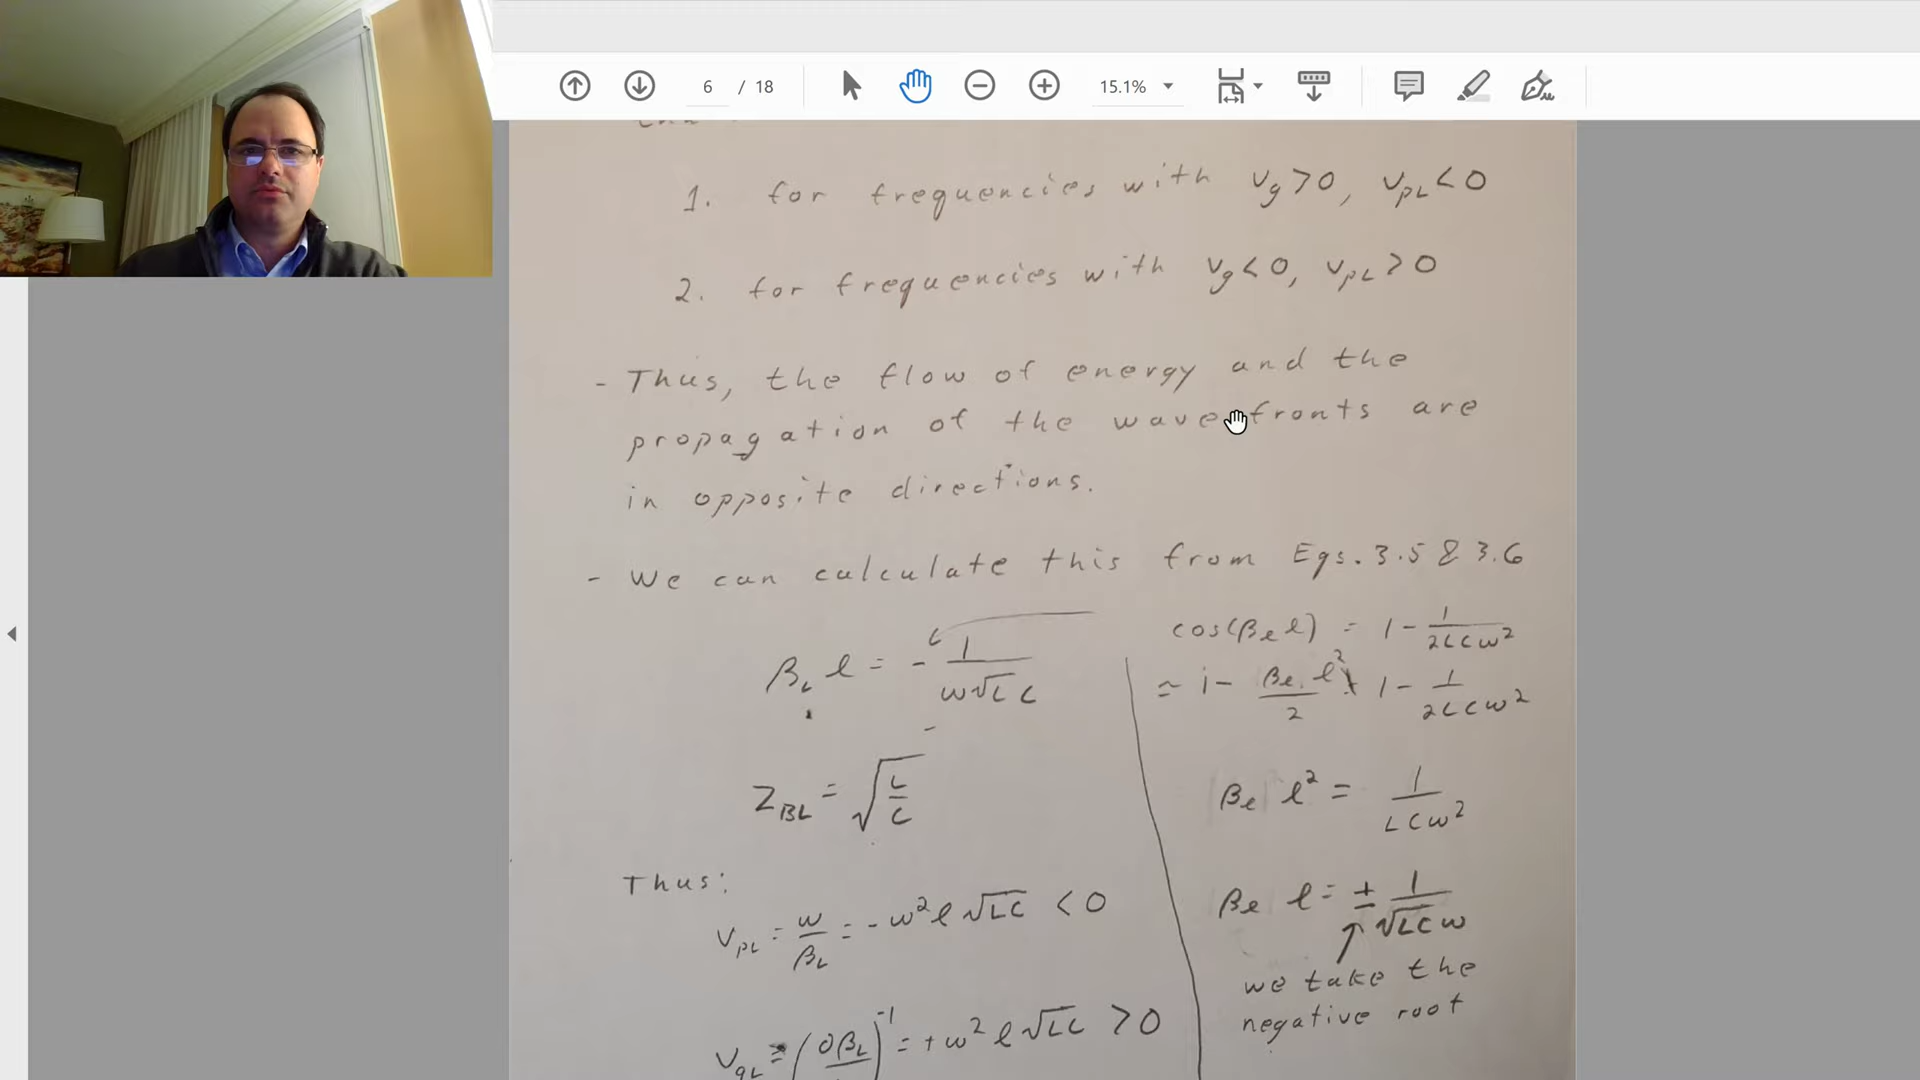 6 / 18
15.1%
1. for frequencies with Vg>0, VpL<0
2. for frequencies with Vg<0, VpL>0
- Thus, the flow of energy and the
propagation of the wavefronts are
in opposite directions.
- We can calculate this from Eqs. 3.5 & 3.6
βL l = - 1/(ω√LC)
ZBL = √(L/C)
Thus:
VpL = ω/βL = -ω² l √LC < 0
VgL = (∂βL)⁻¹ = +ω² l √LC > 0
cos(βe l) = 1 - 1/(2LCω²)
≈ 1 - βe l²/2 = 1 - 1/(2LCω²)
βe l² = 1/(LCω²)
βe l = ± 1/(√LC ω)
we take the
negative root